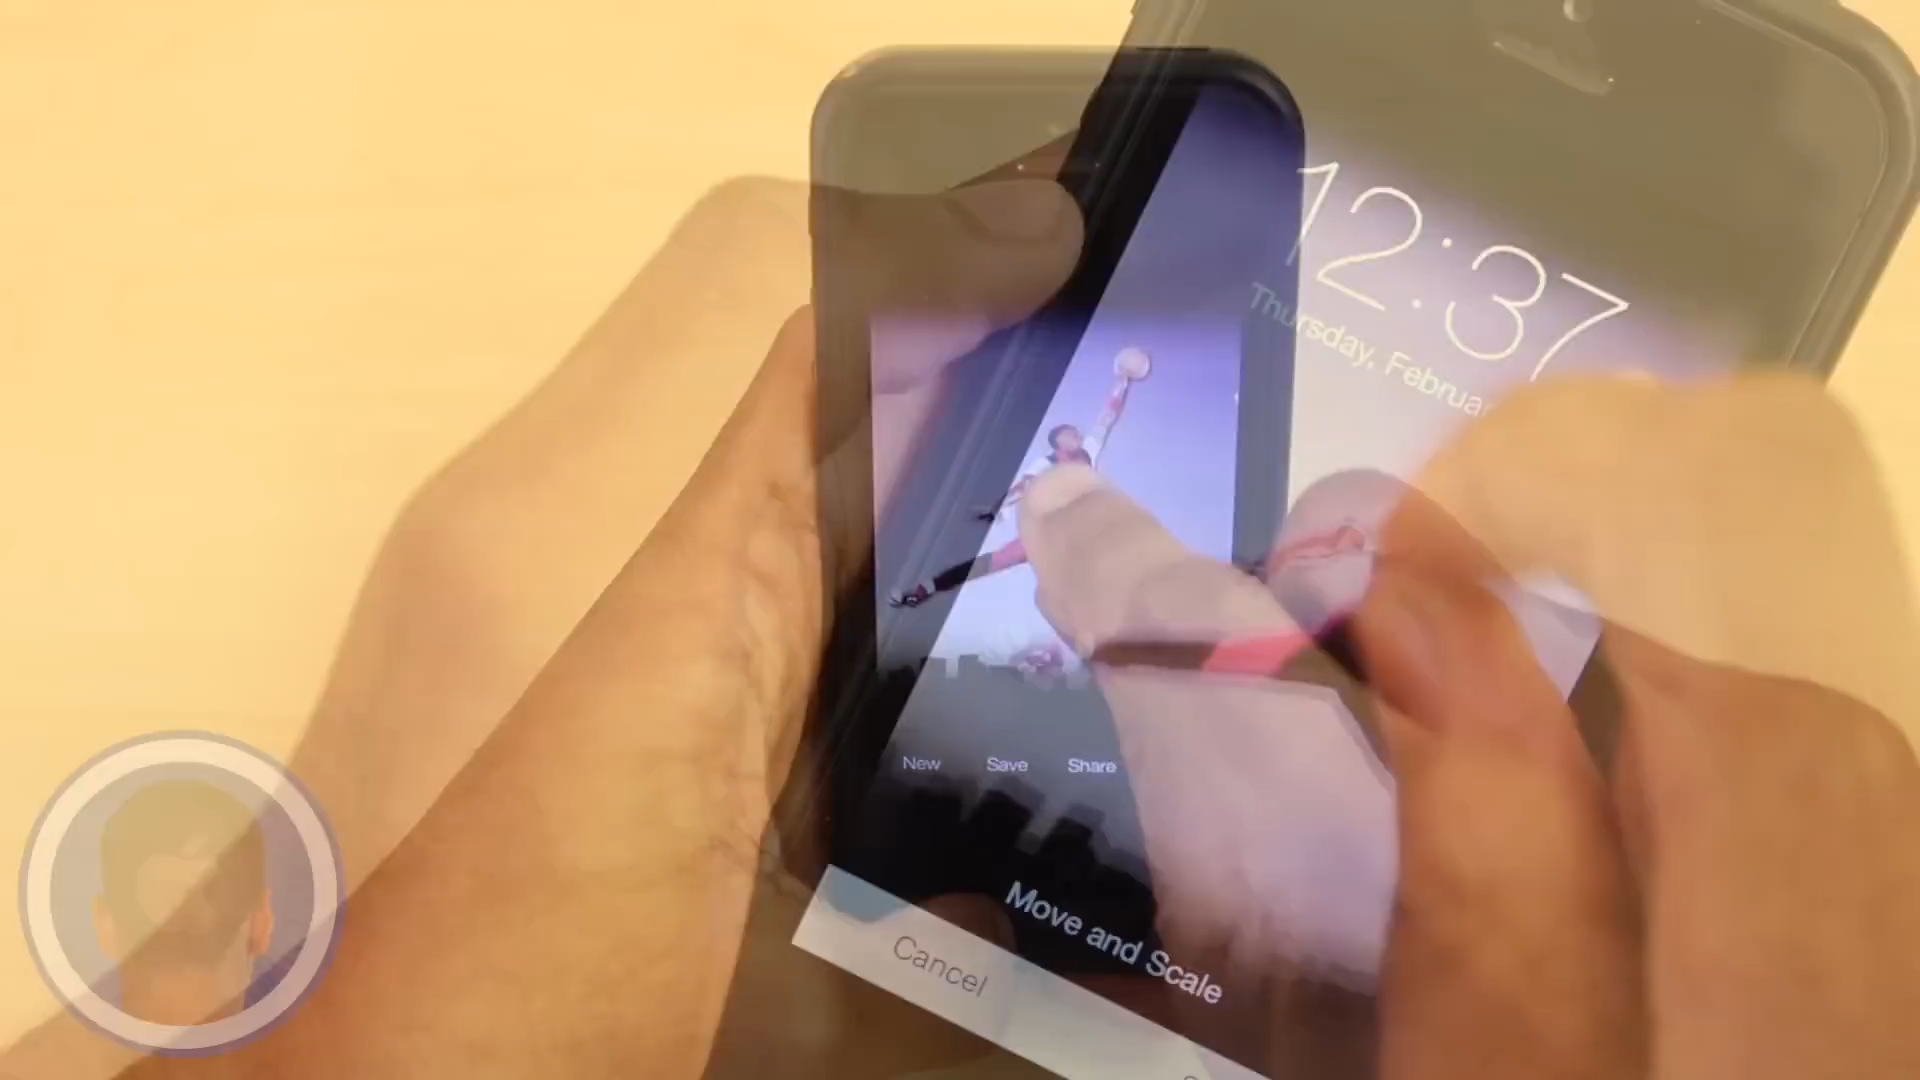 12:37
Thursday, Februar
New Save Share
Move and Scale
Cancel